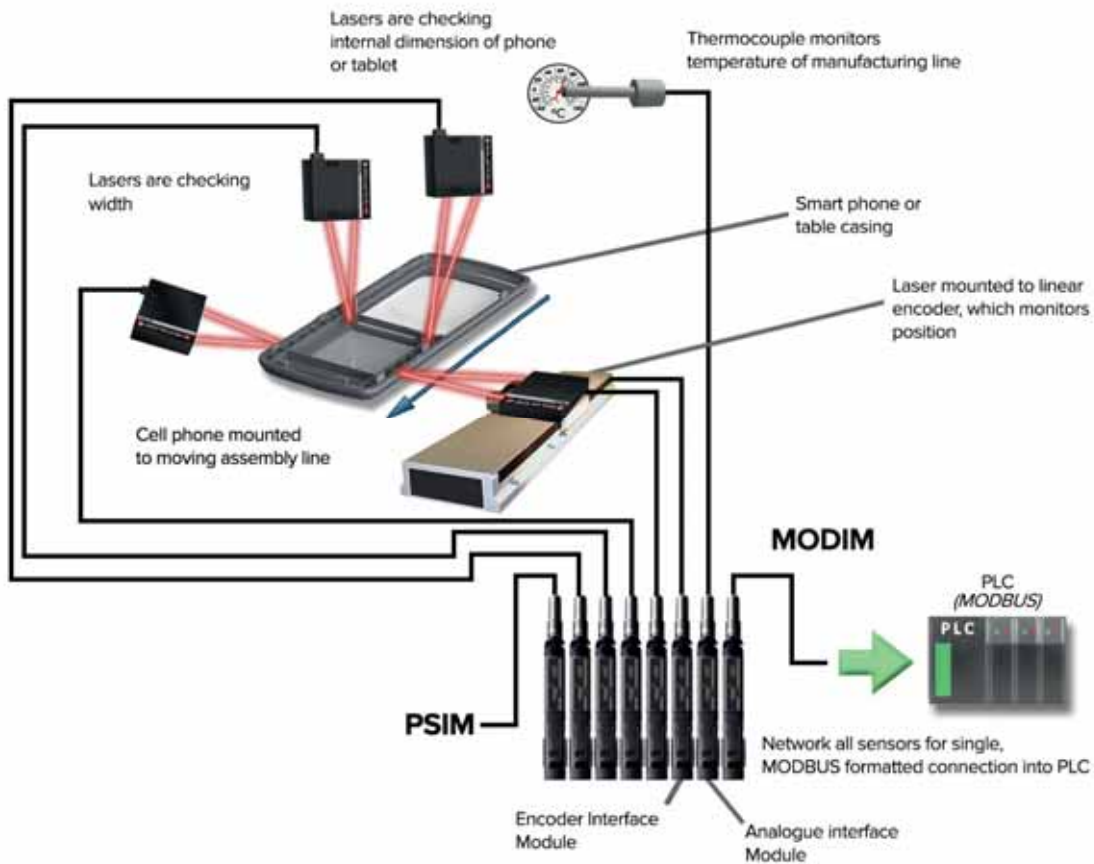 Lasers are checking
internal dimension of phone
or tablet
Thermocouple monitors
temperature of manufacturing line
°C
Lasers are checking
width
Smart phone or
table casing
Laser mounted to linear
encoder, which monitors
position
Cell phone mounted
to moving assembly line
MODIM
PLC
(MODBUS)
PLC
PSIM
Network all sensors for single,
MODBUS formatted connection into PLC
Encoder Interface
Module
Analogue interface
Module